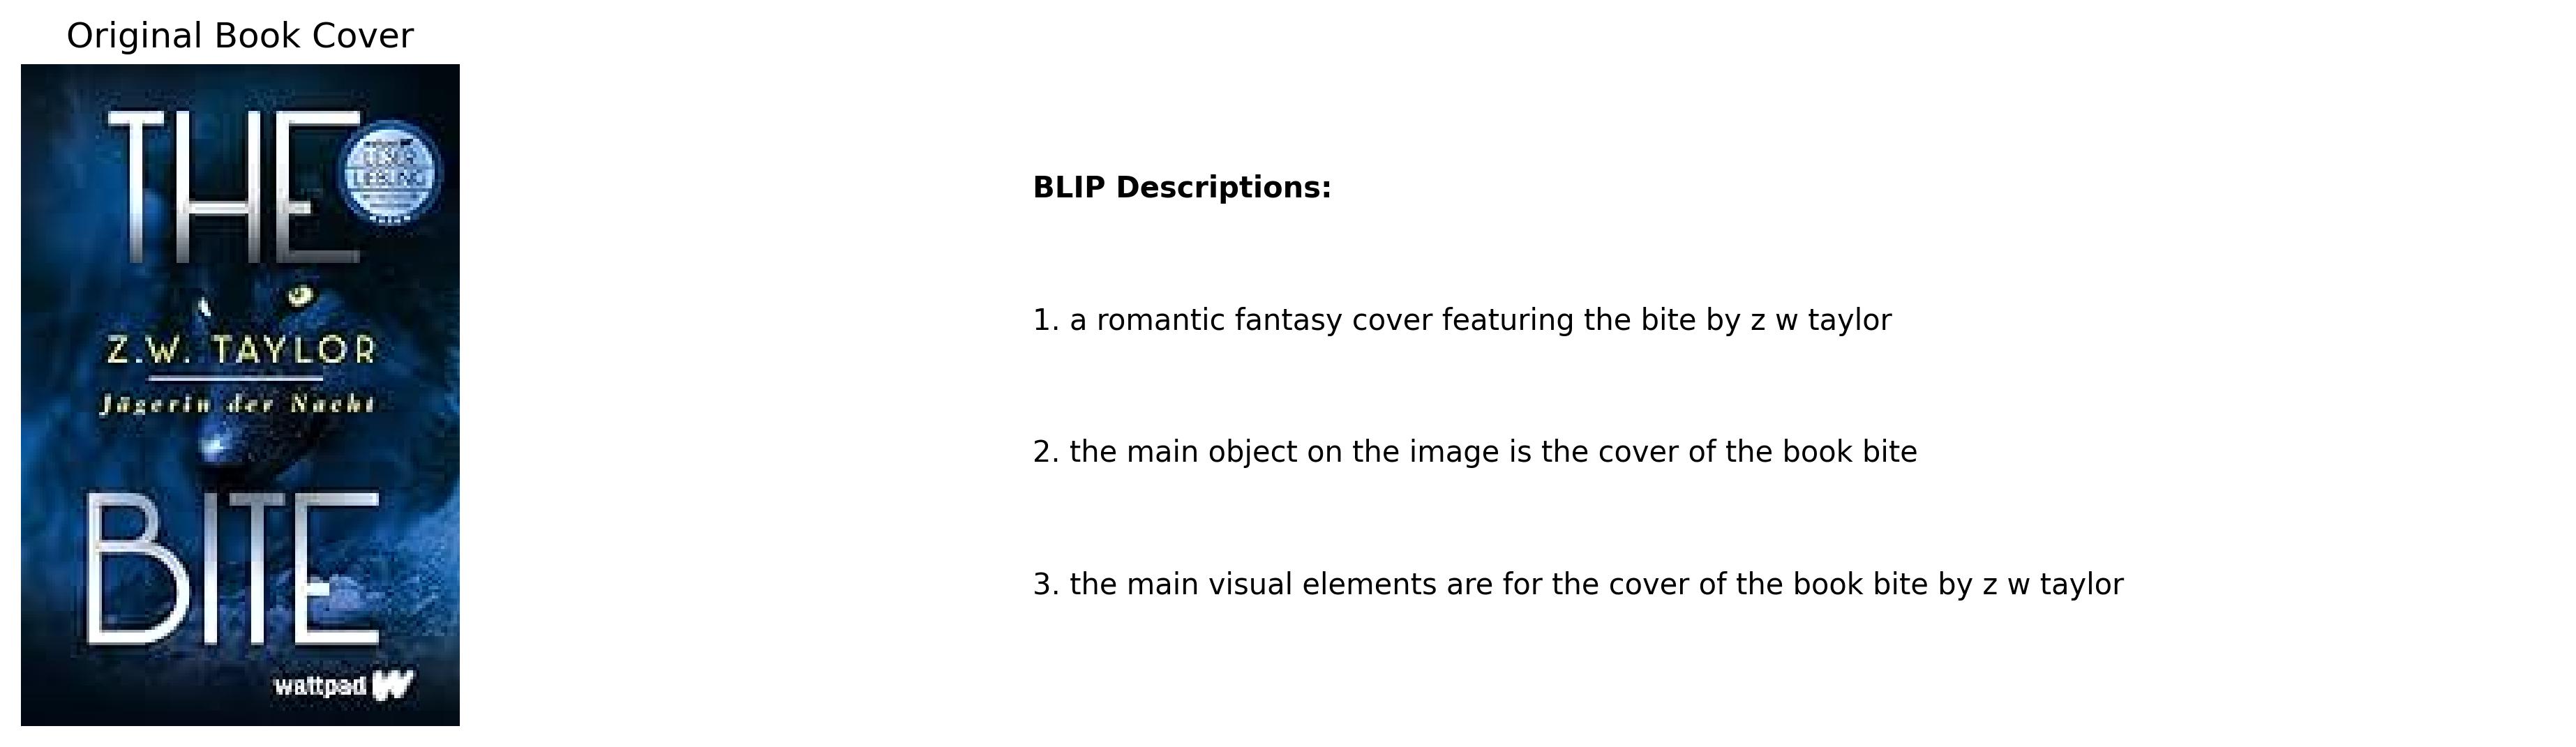 Original Book Cover
THE
LESER
LIEBLING
Z.W. TAYLOR
Jägerin der Nacht
BITE
wattpad W
BLIP Descriptions:
1. a romantic fantasy cover featuring the bite by z w taylor
2. the main object on the image is the cover of the book bite
3. the main visual elements are for the cover of the book bite by z w taylor